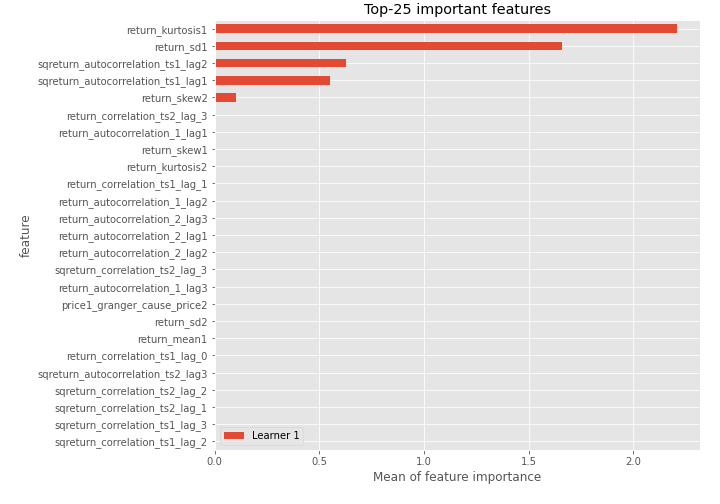 Top-25 important features
return_kurtosis1
return_sd1
sqreturn_autocorrelation_ts1_lag2
sqreturn_autocorrelation_ts1_lag1
return_skew2
return_correlation_ts2_lag_3
return_autocorrelation_1_lag1
return_skew1
return_kurtosis2
return_correlation_ts1_lag_1
return_autocorrelation_1_lag2
return_autocorrelation_2_lag3
return_autocorrelation_2_lag1
return_autocorrelation_2_lag2
sqreturn_correlation_ts2_lag_3
return_autocorrelation_1_lag3
price1_granger_cause_price2
return_sd2
return_mean1
return_correlation_ts1_lag_0
sqreturn_autocorrelation_ts2_lag3
sqreturn_correlation_ts2_lag_2
sqreturn_correlation_ts2_lag_1
sqreturn_correlation_ts1_lag_3
sqreturn_correlation_ts1_lag_2
feature
Learner 1
0.0 0.5 1.0 1.5 2.0
Mean of feature importance